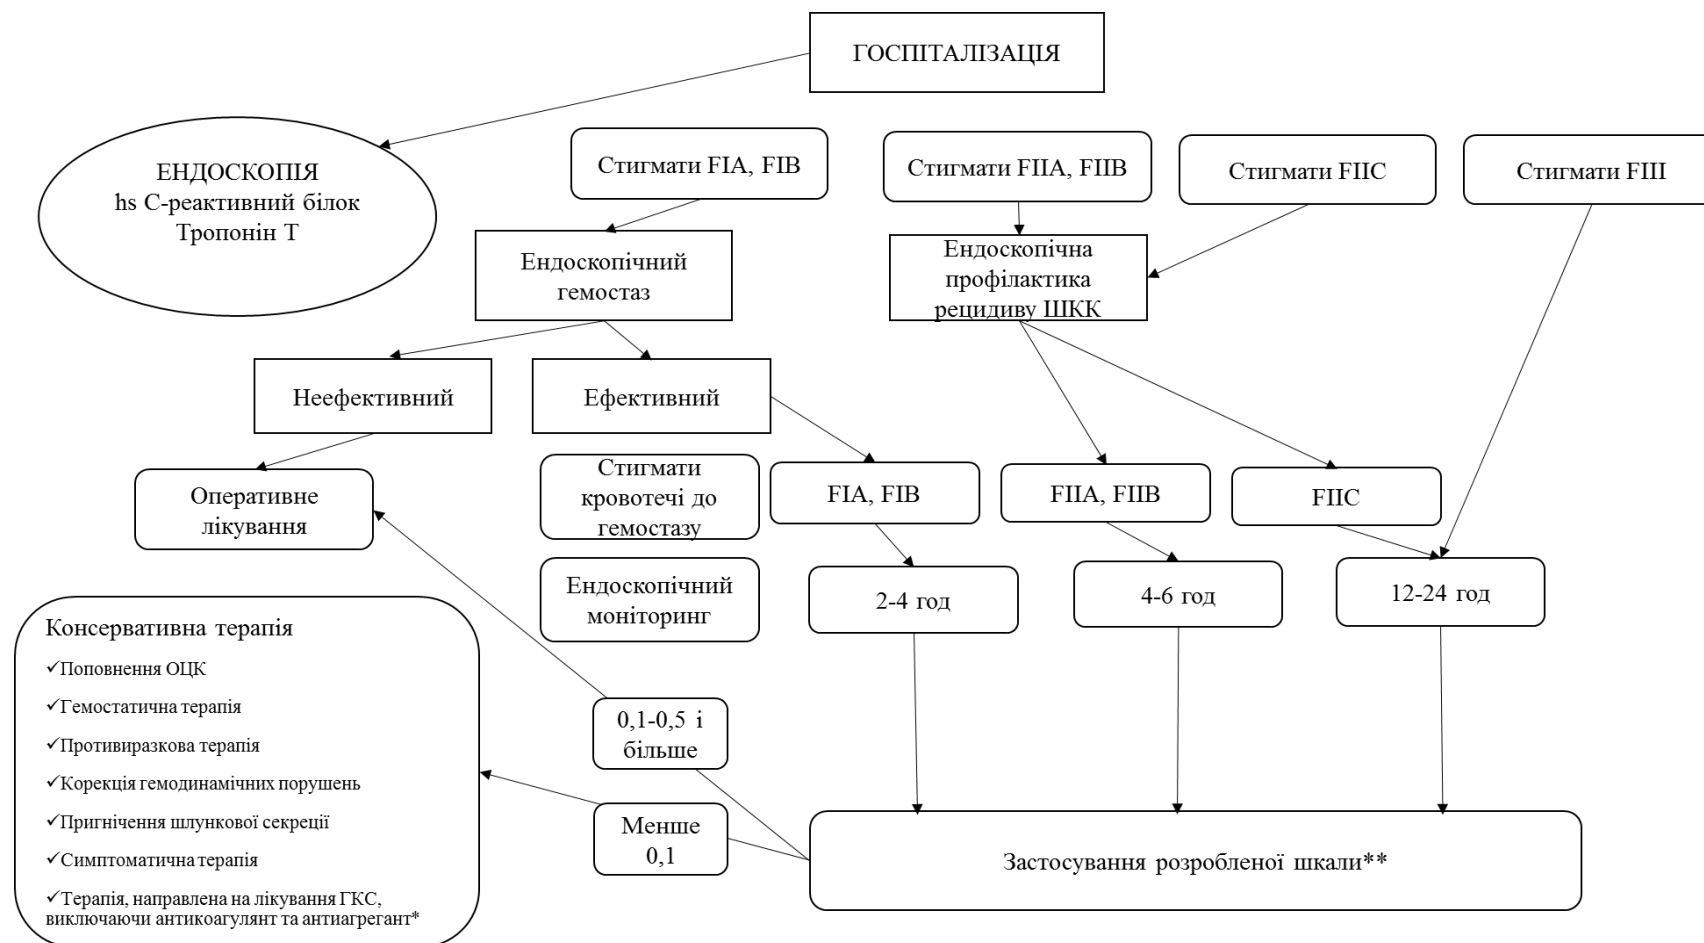 ГОСПІТАЛІЗАЦІЯ
ЕНДОСКОПІЯ
hs С-реактивний білок
Тропонін Т
Стигмати FIA, FIB
Стигмати FIIA, FIIB
Стигмати FIIC
Стигмати FIII
Ендоскопічний
гемостаз
Ендоскопічна
профілактика
рецидиву ШКК
Неефективний
Ефективний
Оперативне
лікування
Стигмати
кровотечі до
гемостазу
FIA, FIB
FIIA, FIIB
FIIC
Ендоскопічний
моніторинг
2-4 год
4-6 год
12-24 год
Консервативна терапія
✓Поповнення ОЦК
✓Гемостатична терапія
✓Противиразкова терапія
✓Корекція гемодинамічних порушень
✓Пригнічення шлункової секреції
✓Симптоматична терапія
✓Терапія, направлена на лікування ГКС,
виключаючи антикоагулянт та антиагрегант*
0,1-0,5 і
більше
Менше
0,1
Застосування розробленої шкали**